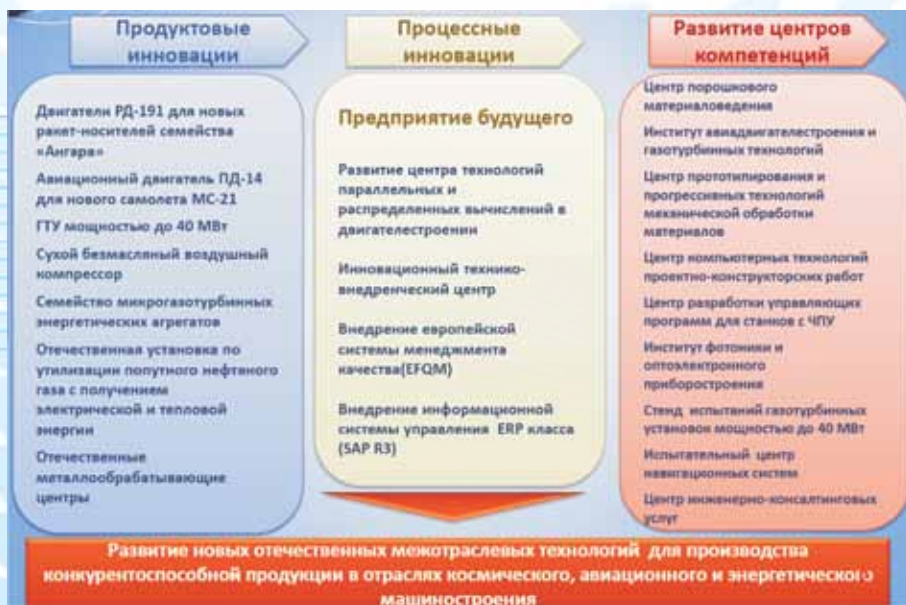 Продуктовые
инновации
Двигатели РД-191 для новых
ракет-носителей семейства
«Ангара»
Авиационный двигатель ПД-14
для нового самолета МС-21
ГТУ мощностью до 40 МВт
Сухой безмасляный воздушный
компрессор
Семейство микрогазотурбинных
энергетических агрегатов
Отечественная установка по
утилизации попутного нефтяного
газа с получением
электрической и тепловой
энергии
Отечественные
металлообрабатывающие
центры
Процессные
инновации
Предприятие будущего
Развитие центра технологий
параллельных и
распределенных вычислений в
двигателестроении
Инновационный технико-
внедренческий центр
Внедрение европейской
системы менеджмента
качества(EFQM)
Внедрение информационной
системы управления ERP класса
(SAP R3)
Развитие центров
компетенций
Центр порошкового
материаловедения
Институт авиадвигателестроения и
газотурбинных технологий
Центр прототипирования и
прогрессивных технологий
механической обработки
материалов
Центр компьютерных технологий
проектно-конструкторских работ
Центр разработки управляющих
программ для станков с ЧПУ
Институт фотоники и
оптоэлектронного
приборостроения
Стенд испытаний газотурбинных
установок мощностью до 40 МВт
Испытательный центр
навигационных систем
Центр инженерно-консалтинговых
услуг
Развитие новых отечественных межотраслевых технологий для производства
конкурентоспособной продукции в отраслях космического, авиационного и энергетического
машиностроения